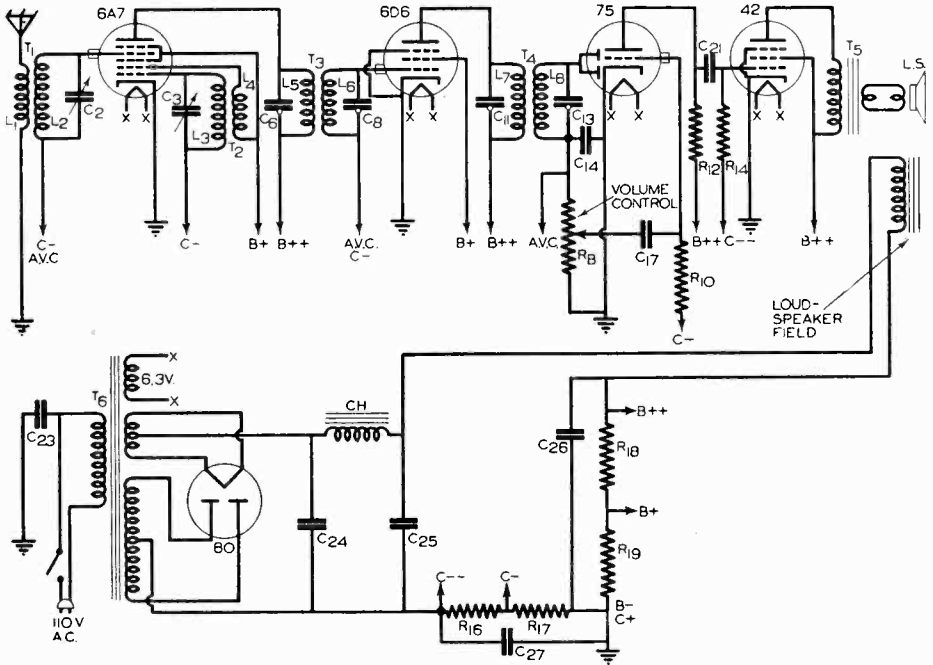 6A7
6D6
75
42
T1
L1
L2
C2
X X
C3
L3
T2
L4
C6
L5
T3
L6
C8
X X
L7
C11
T4
L8
C13
C14
X X
C21
R12
R14
X X
T5
L.S.
C-
A.V.C.
C-
B+
B++
A.V.C.
C-
B+
B++
A.V.C.
VOLUME
CONTROL
R8
C17
R10
C-
B++
C--
B++
LOUD-
SPEAKER
FIELD
X
6.3V.
X
T6
C23
110V
A.C.
80
CH
C24
C25
C26
B++
R18
B+
R19
C--
C-
R16
R17
B-
C+
C27